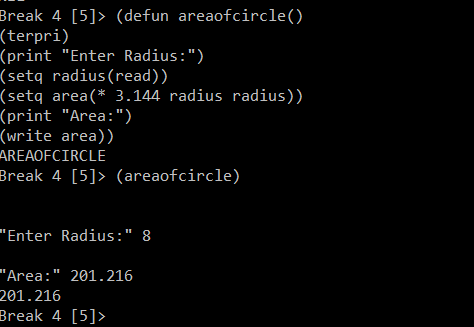 Break 4 [5]> (defun areaofcircle()
(terpri)
(print "Enter Radius:")
(setq radius(read))
(setq area(* 3.144 radius radius))
(print "Area:")
(write area))
AREAOFCIRCLE
Break 4 [5]> (areaofcircle)
"Enter Radius:" 8
"Area:" 201.216
201.216
Break 4 [5]>